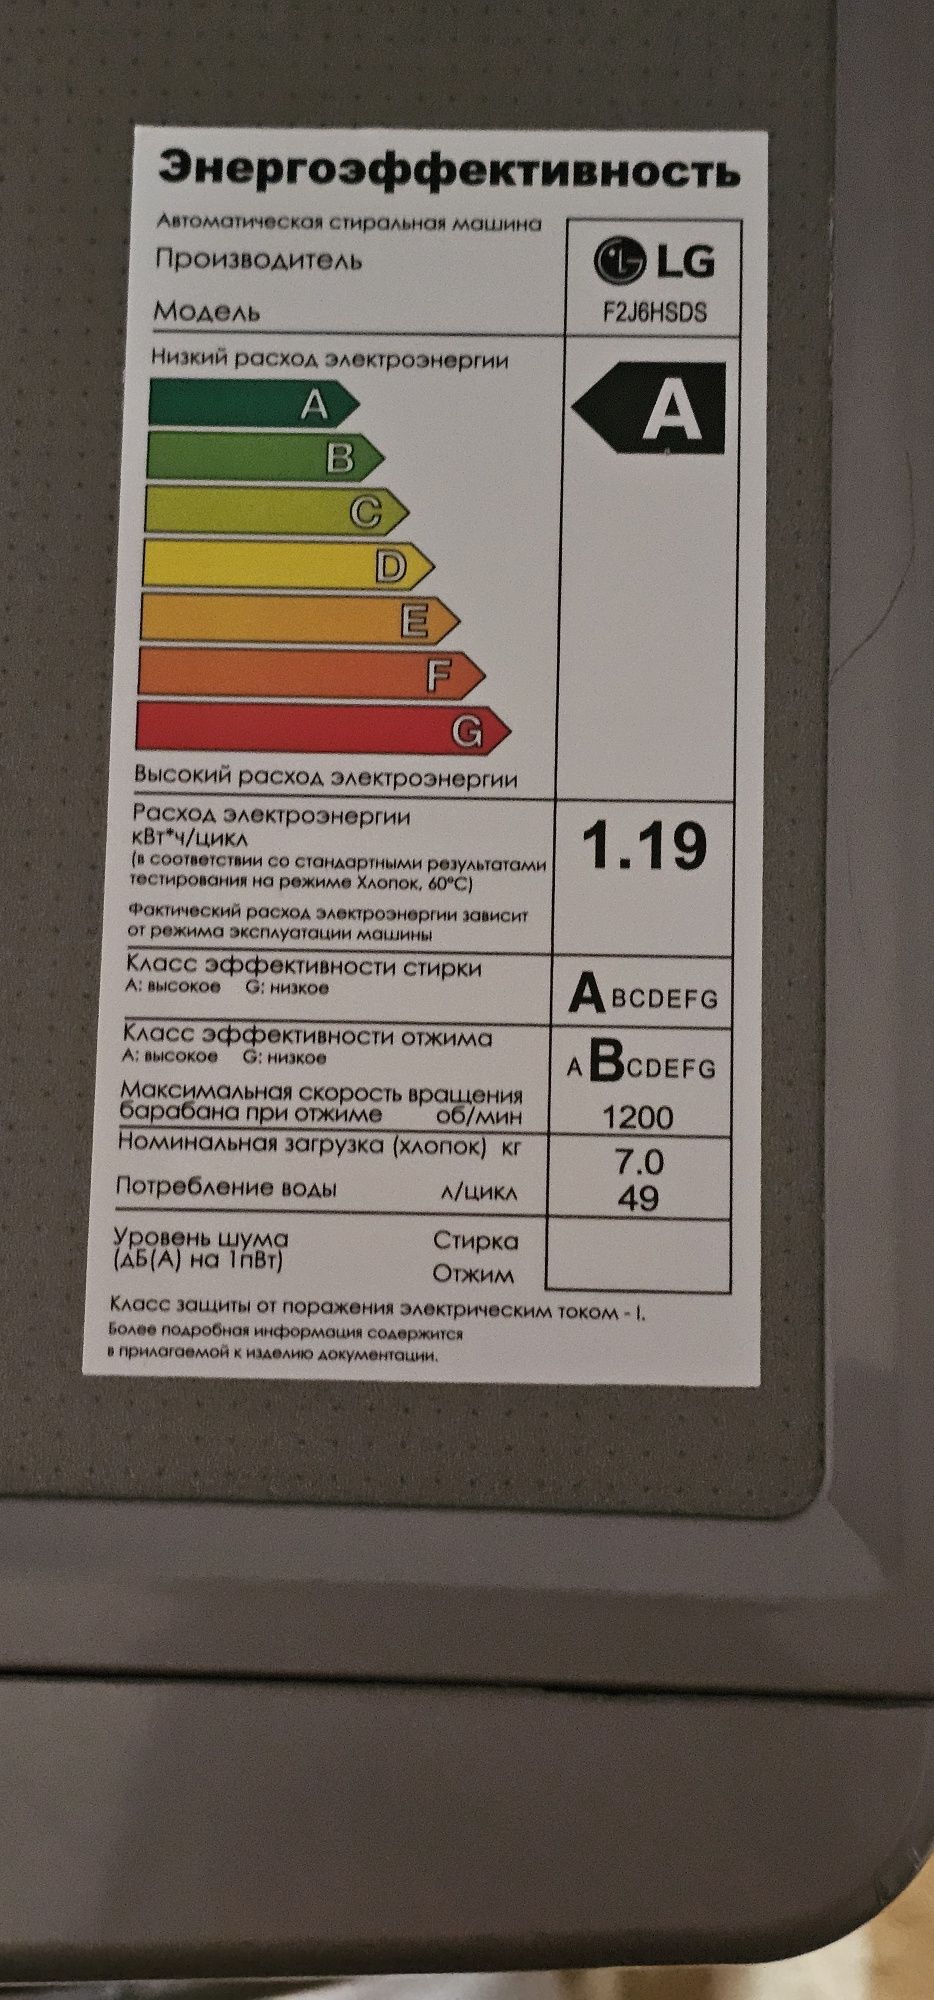 Энергоэффективность
Автоматическая стиральная машина
Производитель
LG
Модель
F2J6HSDS
Низкий расход электроэнергии
A
A
B
C
D
E
F
G
Высокий расход электроэнергии
Расход электроэнергии
кВт*ч/цикл
1.19
(в соответствии со стандартными результатами
тестирования на режиме Хлопок, 60°C)
Фактический расход электроэнергии зависит
от режима эксплуатации машины
Класс эффективности стирки
A: высокое G: низкое
ABCDEFG
Класс эффективности отжима
A: высокое G: низкое
ABCDEFG
Максимальная скорость вращения
барабана при отжиме об/мин
1200
Номинальная загрузка (хлопок) кг
7.0
Потребление воды л/цикл
49
Уровень шума Стирка
(дБ(А) на 1пВт) Отжим
Класс защиты от поражения электрическим током - I.
Более подробная информация содержится
в прилагаемой к изделию документации.